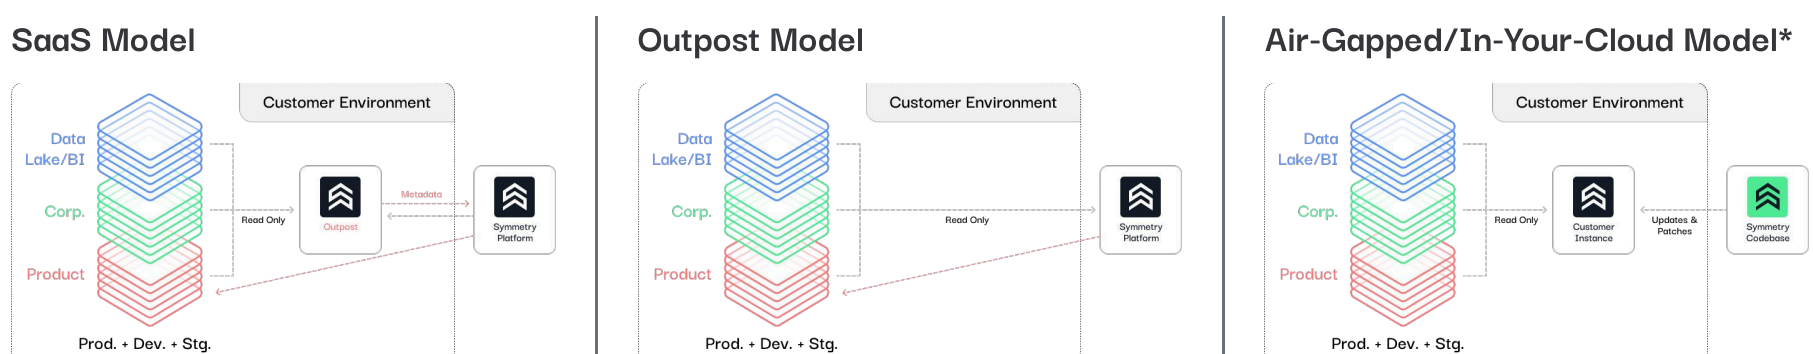 SaaS Model
Customer Environment
Data
Lake/BI
Corp.
Product
Read Only
Outpost
Metadata
Symmetry
Platform
Prod. + Dev. + Stg.
Outpost Model
Customer Environment
Data
Lake/BI
Corp.
Product
Read Only
Symmetry
Platform
Prod. + Dev. + Stg.
Air-Gapped/In-Your-Cloud Model*
Customer Environment
Data
Lake/BI
Corp.
Product
Read Only
Customer
Instance
Updates &
Patches
Symmetry
Codebase
Prod. + Dev. + Stg.